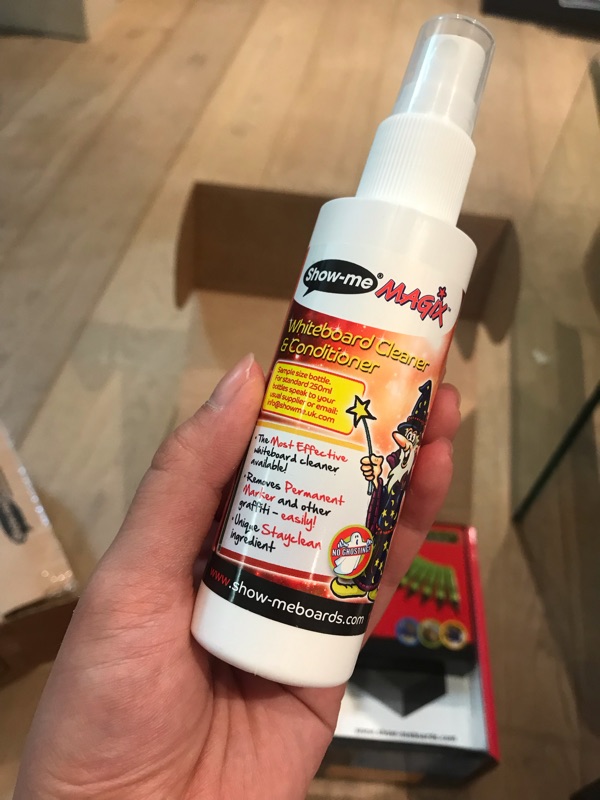 Show-me® MAGIX™
Whiteboard Cleaner
& Conditioner
Sample size bottle.
For standard 250ml
bottles speak to your
usual supplier or email:
info@showme.uk.com
• The Most Effective
whiteboard cleaner
available!
• Removes Permanent
Marker and other
graffiti – easily!
• Unique Stayclean
ingredient
NO GHOSTING
www.show-meboards.com